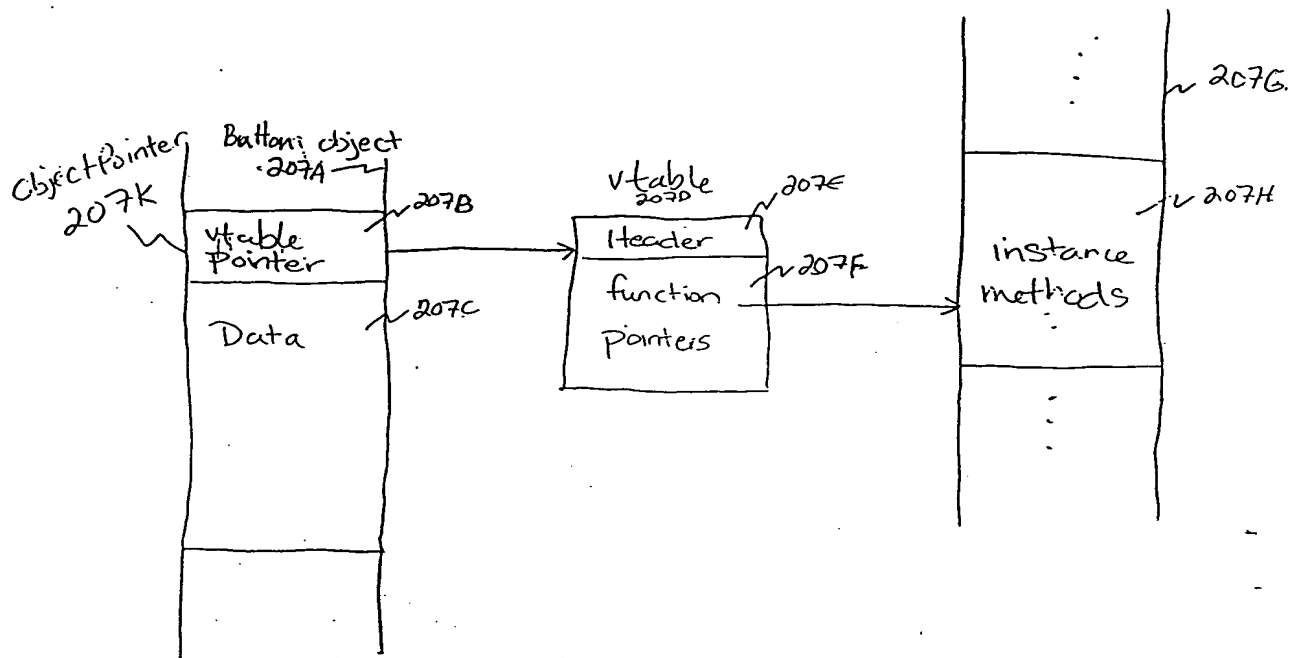 ObjectPointer
207K
Button; object
207A
207B
vtable
Pointer
207C
Data
vtable
207D
207E
Header
207F
function
pointers
207G.
207H
instance
methods